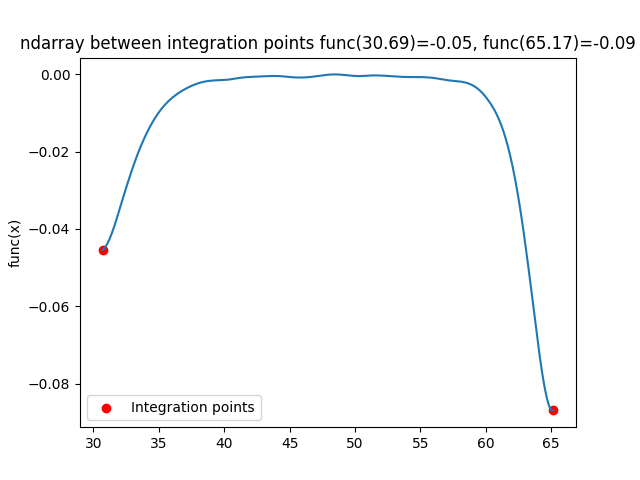 ndarray between integration points func(30.69)=-0.05, func(65.17)=-0.09
0.00
−0.02
−0.04
−0.06
−0.08
func(x)
Integration points
30 35 40 45 50 55 60 65